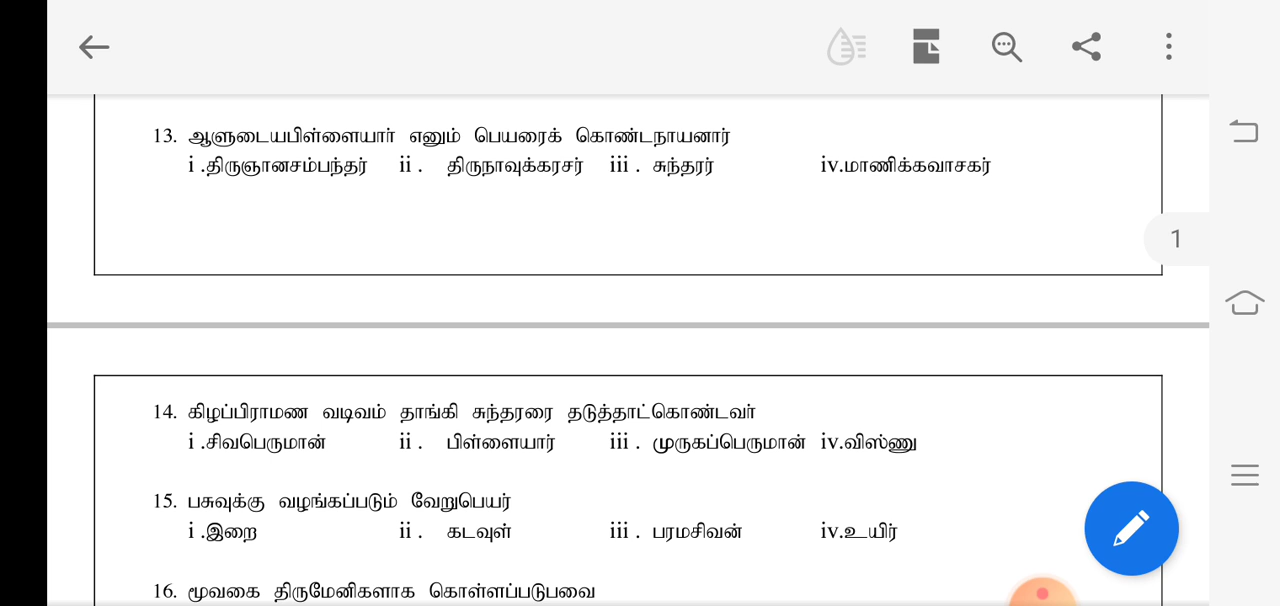 13. ஆளுடையபிள்ளையார் எனும் பெயரைக் கொண்டநாயனார்
i .திருஞானசம்பந்தர் ii . திருநாவுக்கரசர் iii . சுந்தரர் iv.மாணிக்கவாசகர்
1
14. கிழப்பிராமண வடிவம் தாங்கி சுந்தரரை தடுத்தாட்கொண்டவர்
i .சிவபெருமான் ii . பிள்ளையார் iii . முருகப்பெருமான் iv.விஸ்ணு
15. பசுவுக்கு வழங்கப்படும் வேறுபெயர்
i .இறை ii . கடவுள் iii . பரமசிவன் iv.உயிர்
16. மூவகை திருமேனிகளாக கொள்ளப்படுபவை